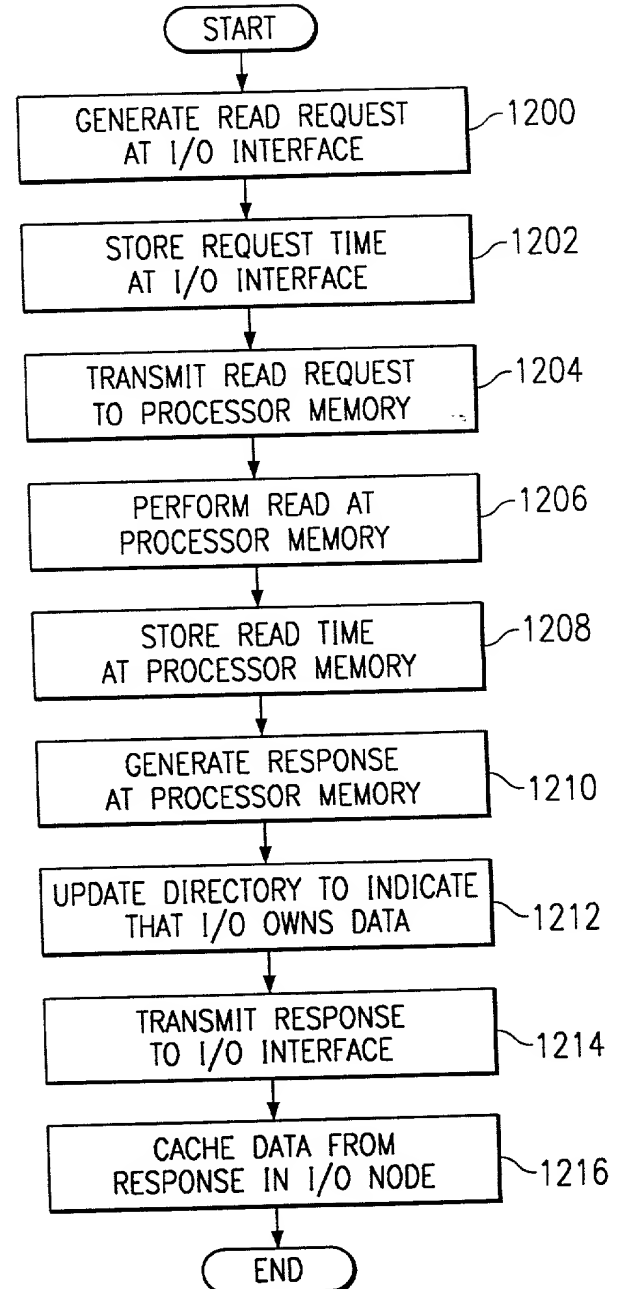 START
GENERATE READ REQUEST
AT I/O INTERFACE
1200
STORE REQUEST TIME
AT I/O INTERFACE
1202
TRANSMIT READ REQUEST
TO PROCESSOR MEMORY
1204
PERFORM READ AT
PROCESSOR MEMORY
1206
STORE READ TIME
AT PROCESSOR MEMORY
1208
GENERATE RESPONSE
AT PROCESSOR MEMORY
1210
UPDATE DIRECTORY TO INDICATE
THAT I/O OWNS DATA
1212
TRANSMIT RESPONSE
TO I/O INTERFACE
1214
CACHE DATA FROM
RESPONSE IN I/O NODE
1216
END